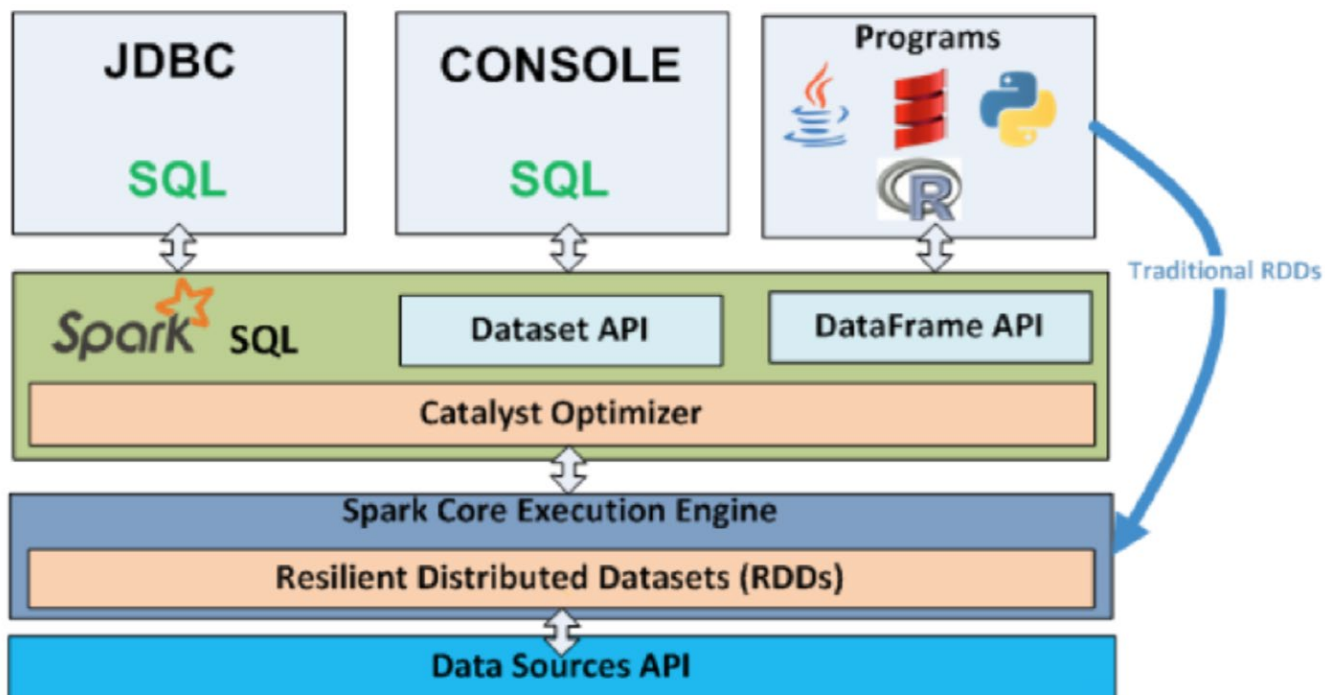 JDBC
SQL
CONSOLE
SQL
Programs
R
Traditional RDDs
Spark SQL
Dataset API
DataFrame API
Catalyst Optimizer
Spark Core Execution Engine
Resilient Distributed Datasets (RDDs)
Data Sources API